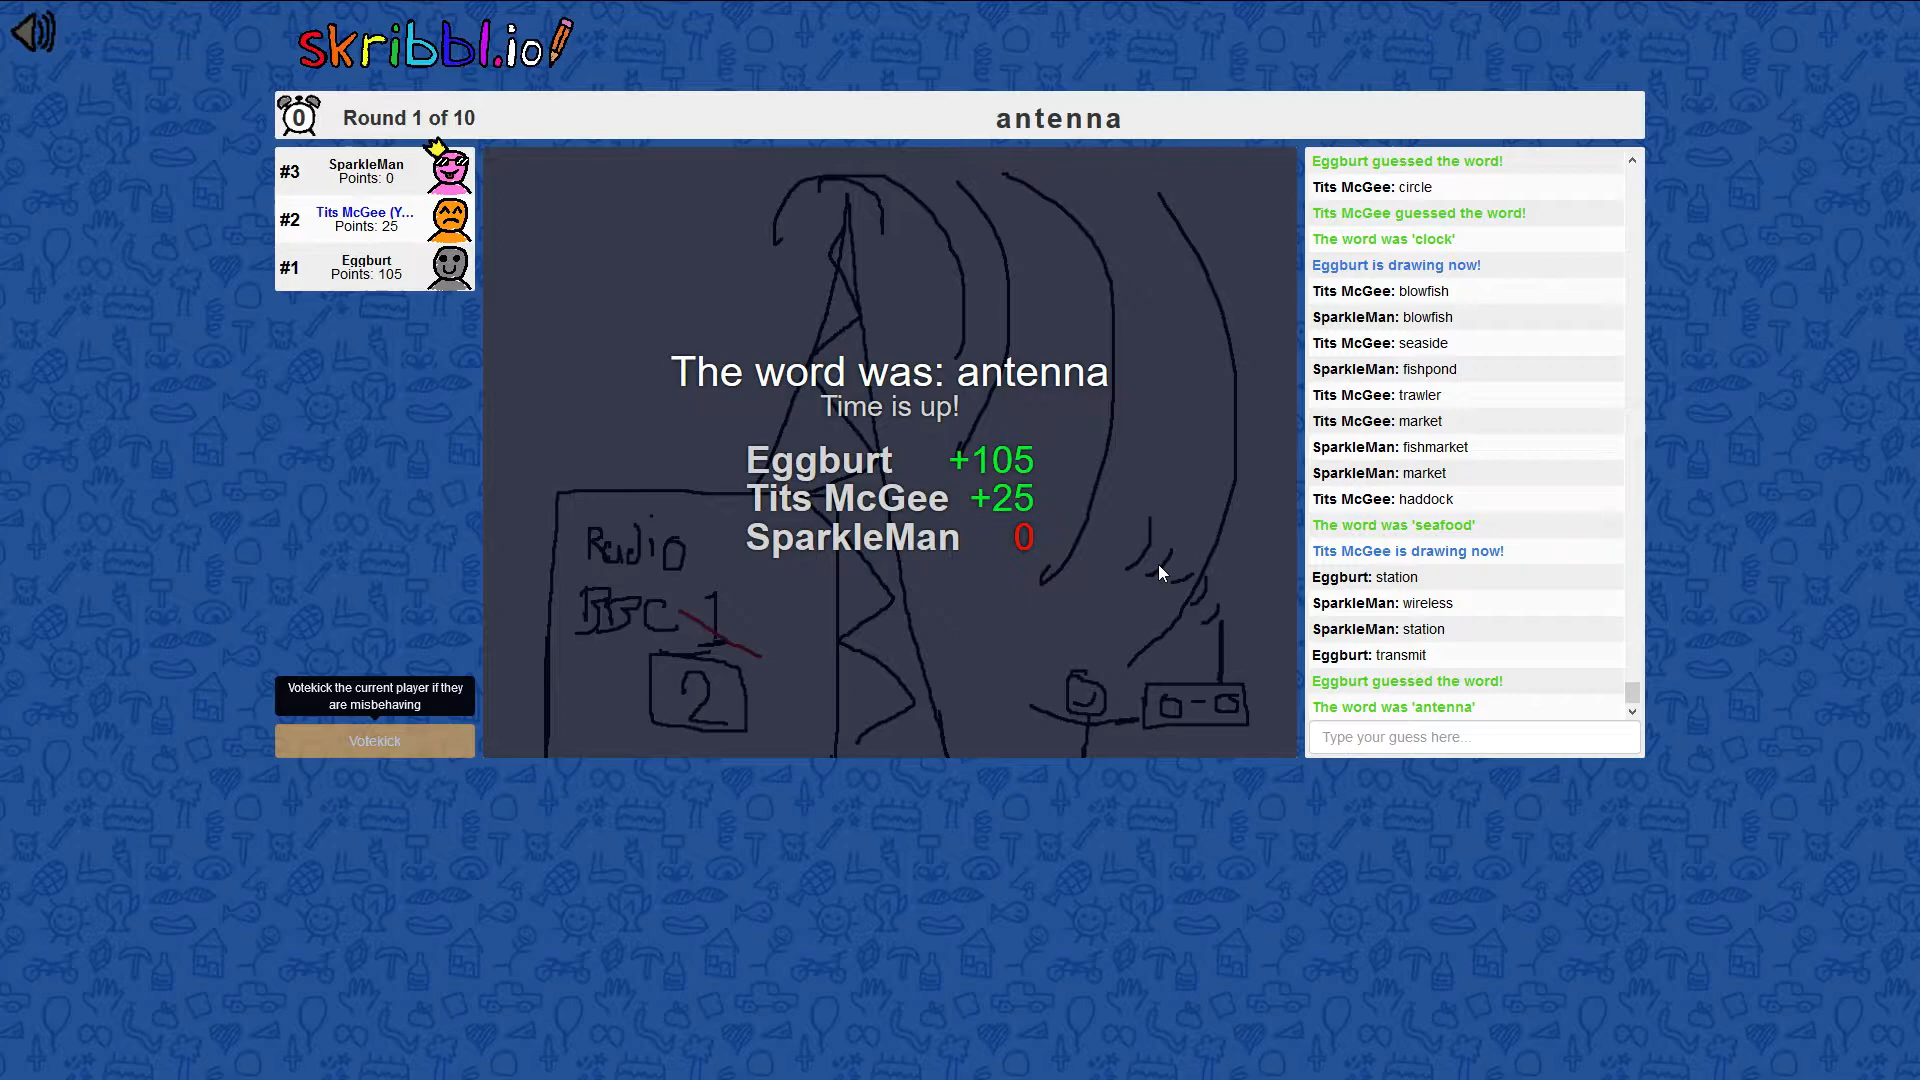 skribbl.io
0
Round 1 of 10
antenna
#3
SparkleMan
Points: 0
#2
Tits McGee (Y...
Points: 25
#1
Eggburt
Points: 105
Votekick the current player if they
are misbehaving
Votekick
The word was: antenna
Time is up!
Eggburt +105
Tits McGee +25
SparkleMan 0
Radio
BBC 1
2
Eggburt guessed the word!
Tits McGee: circle
Tits McGee guessed the word!
The word was 'clock'
Eggburt is drawing now!
Tits McGee: blowfish
SparkleMan: blowfish
Tits McGee: seaside
SparkleMan: fishpond
Tits McGee: trawler
Tits McGee: market
SparkleMan: fishmarket
SparkleMan: market
Tits McGee: haddock
The word was 'seafood'
Tits McGee is drawing now!
Eggburt: station
SparkleMan: wireless
SparkleMan: station
Eggburt: transmit
Eggburt guessed the word!
The word was 'antenna'
Type your guess here...